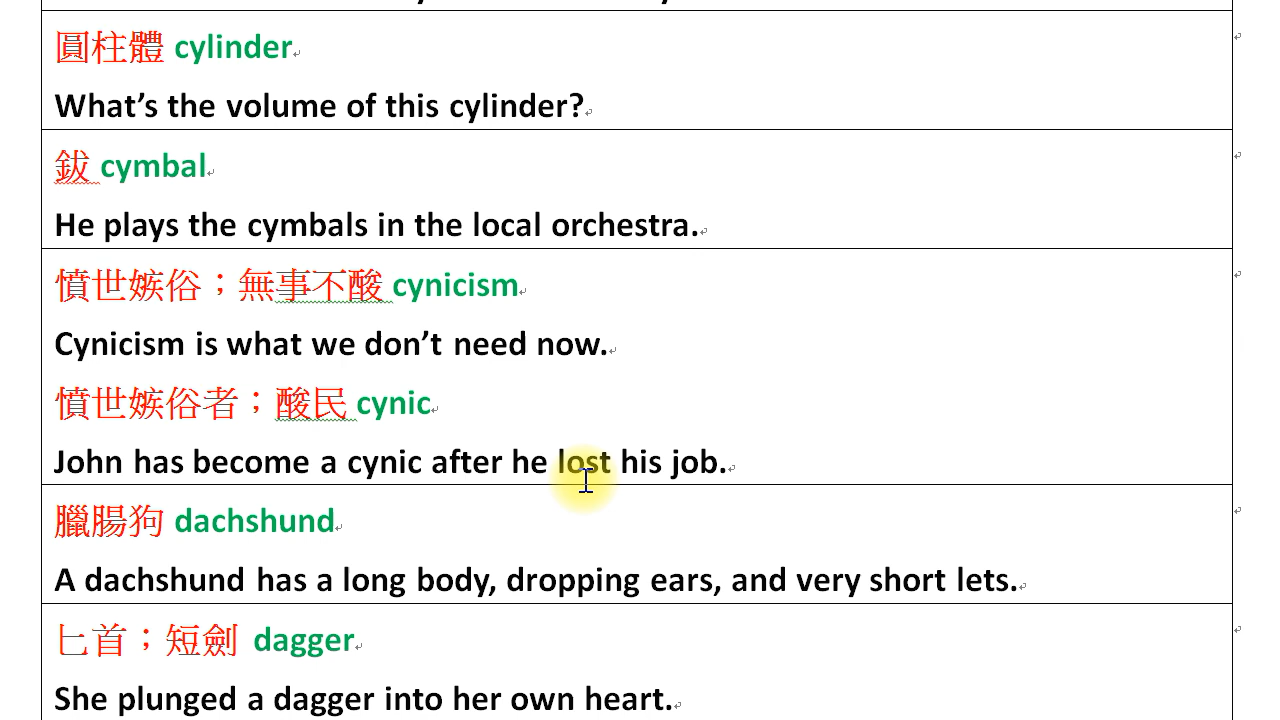 圓柱體 cylinder
What’s the volume of this cylinder?
鈸 cymbal
He plays the cymbals in the local orchestra.
憤世嫉俗；無事不酸 cynicism
Cynicism is what we don’t need now.
憤世嫉俗者；酸民 cynic
John has become a cynic after he lost his job.
臘腸狗 dachshund
A dachshund has a long body, dropping ears, and very short lets.
匕首；短劍 dagger
She plunged a dagger into her own heart.